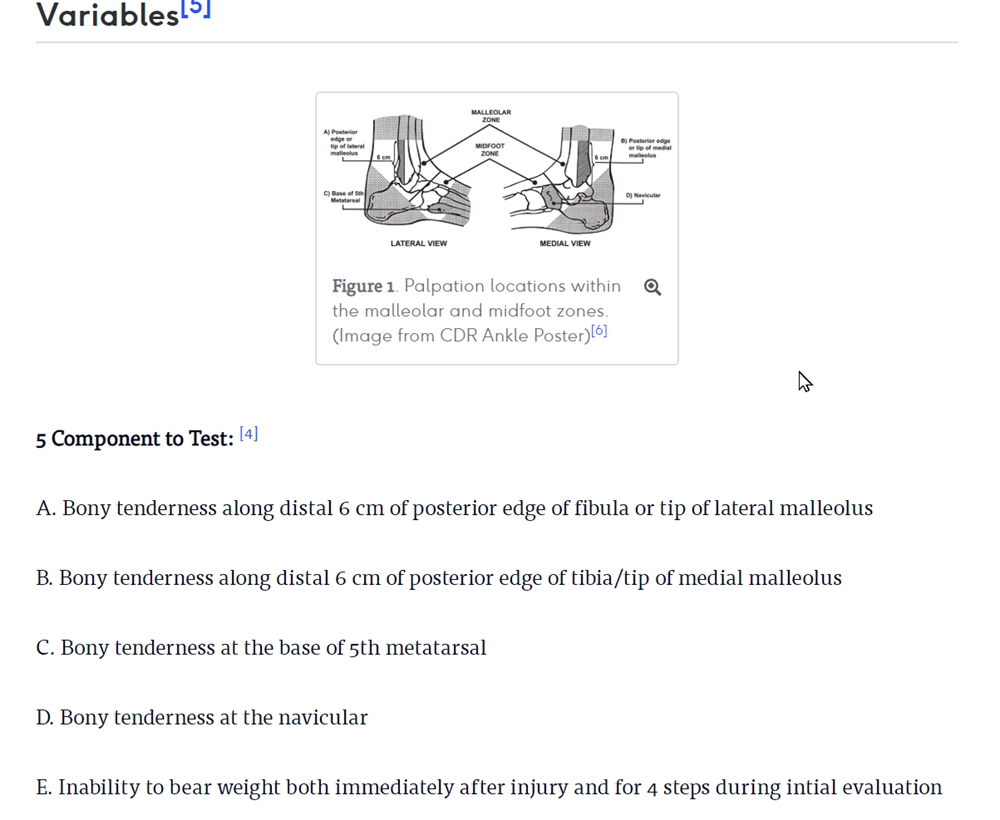 Variables[5]
MALLEOLAR
ZONE
A) Posterior
edge or
tip of lateral
malleolus
6 cm
MIDFOOT
ZONE
B) Posterior edge
or tip of medial
malleolus
6 cm
C) Base of 5th
Metatarsal
D) Navicular
LATERAL VIEW
MEDIAL VIEW
Figure 1. Palpation locations within
the malleolar and midfoot zones.
(Image from CDR Ankle Poster)[6]
5 Component to Test: [4]
A. Bony tenderness along distal 6 cm of posterior edge of fibula or tip of lateral malleolus
B. Bony tenderness along distal 6 cm of posterior edge of tibia/tip of medial malleolus
C. Bony tenderness at the base of 5th metatarsal
D. Bony tenderness at the navicular
E. Inability to bear weight both immediately after injury and for 4 steps during intial evaluation